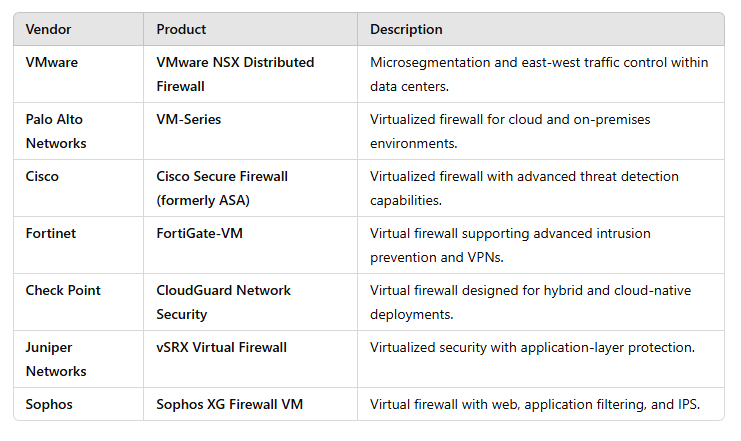 Vendor Product Description
VMware VMware NSX Distributed Firewall Microsegmentation and east-west traffic control within data centers.
Palo Alto Networks VM-Series Virtualized firewall for cloud and on-premises environments.
Cisco Cisco Secure Firewall (formerly ASA) Virtualized firewall with advanced threat detection capabilities.
Fortinet FortiGate-VM Virtual firewall supporting advanced intrusion prevention and VPNs.
Check Point CloudGuard Network Security Virtual firewall designed for hybrid and cloud-native deployments.
Juniper Networks vSRX Virtual Firewall Virtualized security with application-layer protection.
Sophos Sophos XG Firewall VM Virtual firewall with web, application filtering, and IPS.